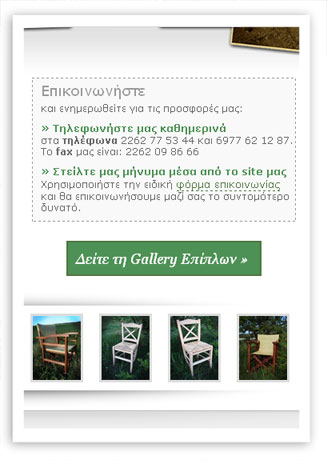 Επικοινωνήστε
και ενημερωθείτε για τις προσφορές μας:
» Τηλεφωνήστε μας καθημερινά
στα τηλέφωνα 2262 77 53 44 και 6977 62 12 87.
Το fax μας είναι: 2262 09 86 66
» Στείλτε μας μήνυμα μέσα από το site μας
Χρησιμοποιήστε την ειδική φόρμα επικοινωνίας
και θα επικοινωνήσουμε μαζί σας το συντομότερο
δυνατό.
Δείτε τη Gallery Επίπλων »